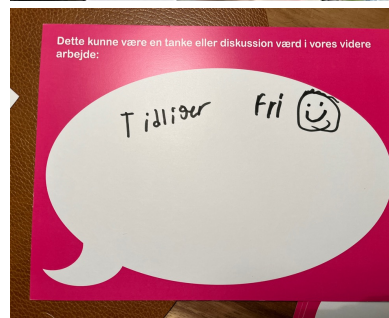 Dette kunne være en tanke eller diskussion værd i vores videre
arbejde:
Tidliger Fri